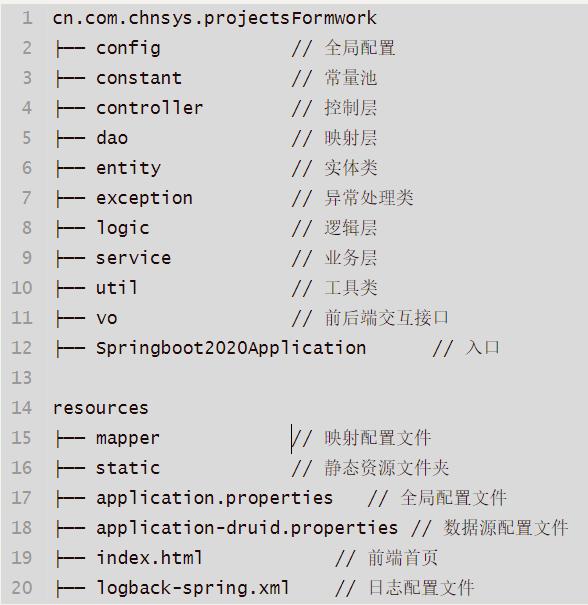 1 cn.com.chnsys.projectsFormwork
2 ├── config // 全局配置
3 ├── constant // 常量池
4 ├── controller // 控制层
5 ├── dao // 映射层
6 ├── entity // 实体类
7 ├── exception // 异常处理类
8 ├── logic // 逻辑层
9 ├── service // 业务层
10 ├── util // 工具类
11 ├── vo // 前后端交互接口
12 ├── Springboot2020Application // 入口
13
14 resources
15 ├── mapper // 映射配置文件
16 ├── static // 静态资源文件夹
17 ├── application.properties // 全局配置文件
18 ├── application-druid.properties // 数据源配置文件
19 ├── index.html // 前端首页
20 ├── logback-spring.xml // 日志配置文件